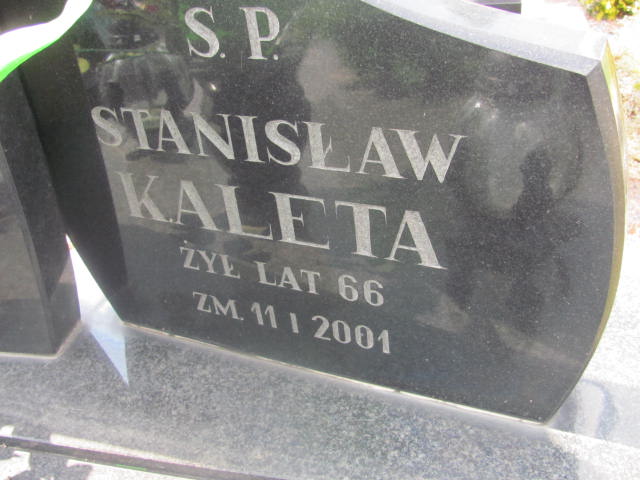 Ś. P.
STANISŁAW
KALETA
ŻYŁ LAT 66
ZM. 11 I 2001